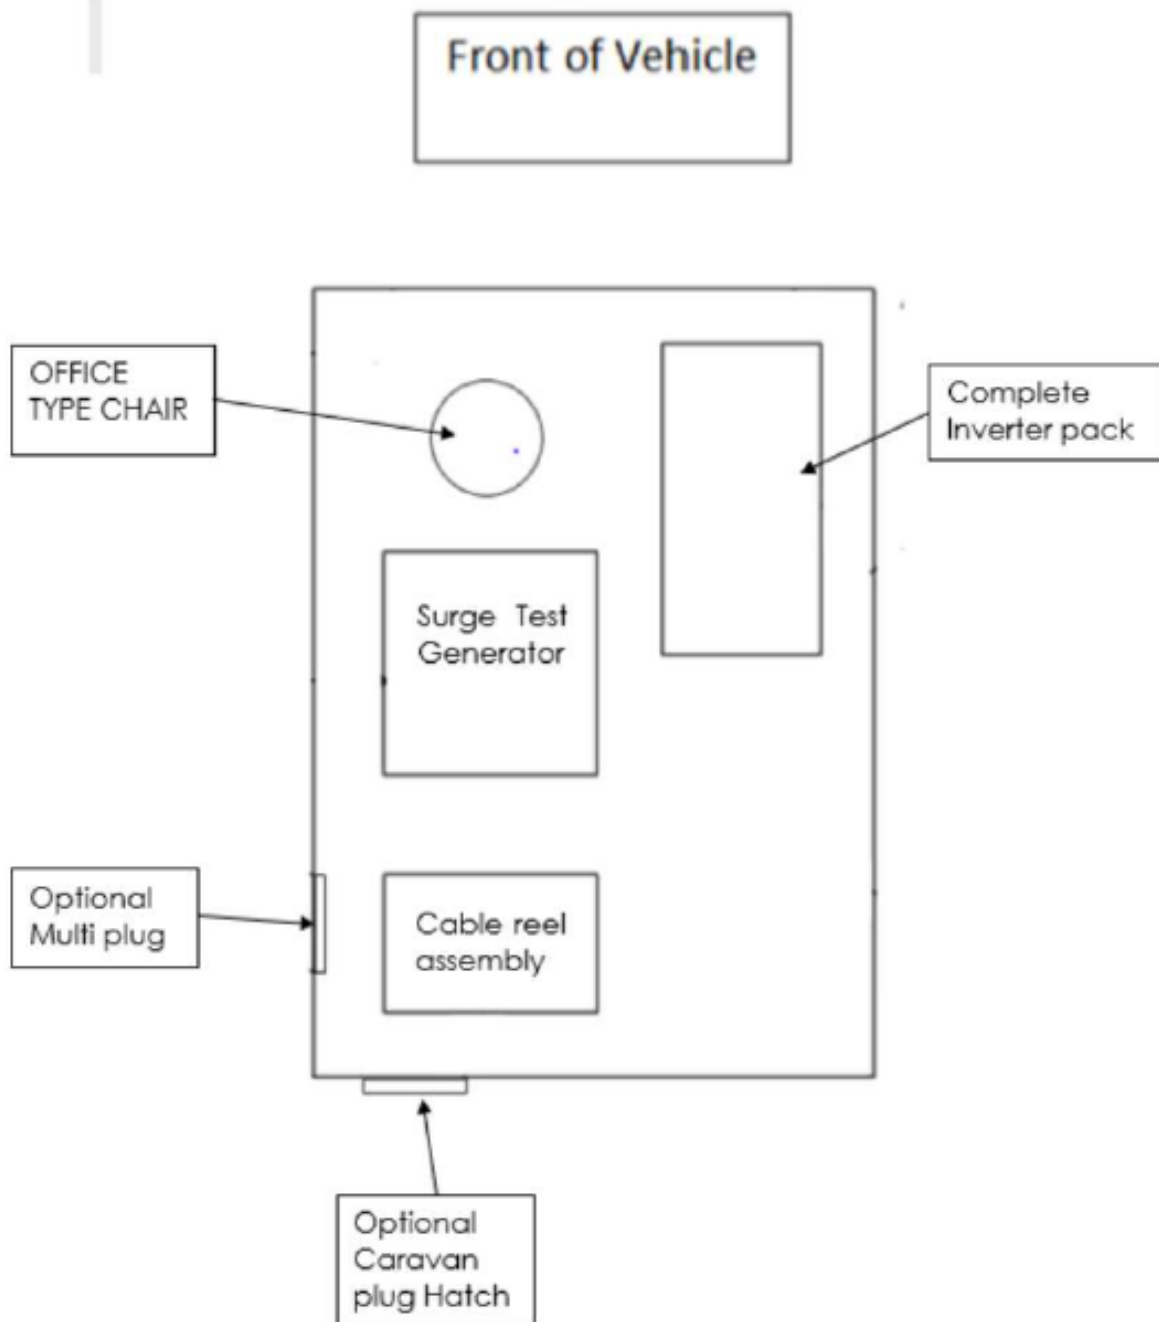 Front of Vehicle
OFFICE
TYPE CHAIR
Complete
Inverter pack
Surge Test
Generator
Optional
Multi plug
Cable reel
assembly
Optional
Caravan
plug Hatch